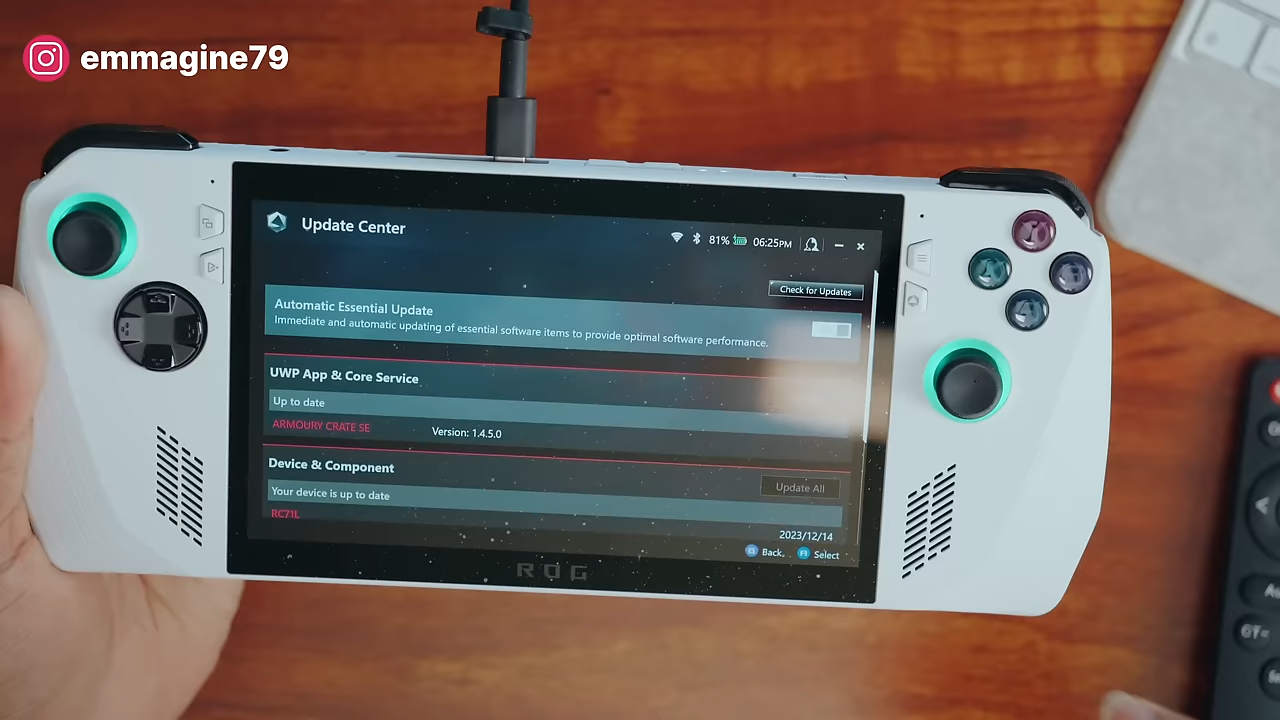 emmagine79
Update Center
81%
06:25PM
Check for Updates
Automatic Essential Update
Immediate and automatic updating of essential software items to provide optimal software performance.
UWP App & Core Service
Up to date
ARMOURY CRATE SE
Version: 1.4.5.0
Device & Component
Update All
Your device is up to date
RC71L
2023/12/14
Back
Select
ROG